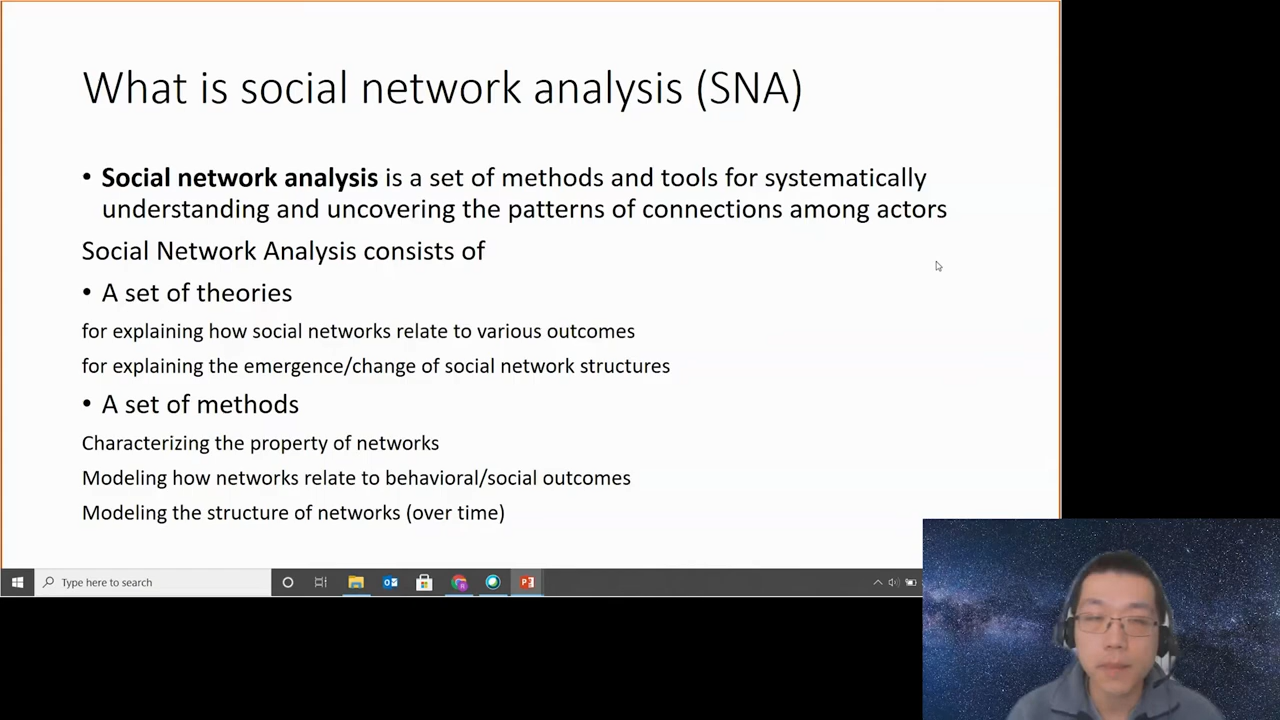 What is social network analysis (SNA)
• Social network analysis is a set of methods and tools for systematically
understanding and uncovering the patterns of connections among actors
Social Network Analysis consists of
• A set of theories
for explaining how social networks relate to various outcomes
for explaining the emergence/change of social network structures
• A set of methods
Characterizing the property of networks
Modeling how networks relate to behavioral/social outcomes
Modeling the structure of networks (over time)
Type here to search